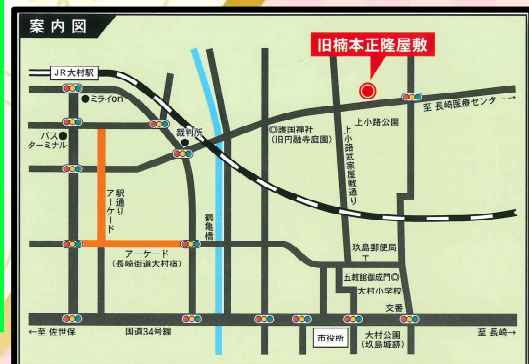 案内図
旧楠本正隆屋敷
JR大村駅
ミライon
至 長崎医療センター→
バス
ターミナル
裁判所
護国神社
(旧円融寺庭園)
上小路公園
上小路武家屋敷通り
駅通り
アーケード
鶴亀橋
アーケード
(長崎街道大村宿)
玖島郵便局
〒
五教館御成門
大村小学校
交番
←至 佐世保
国道34号線
市役所
大村公園
(玖島城跡)
至 長崎→